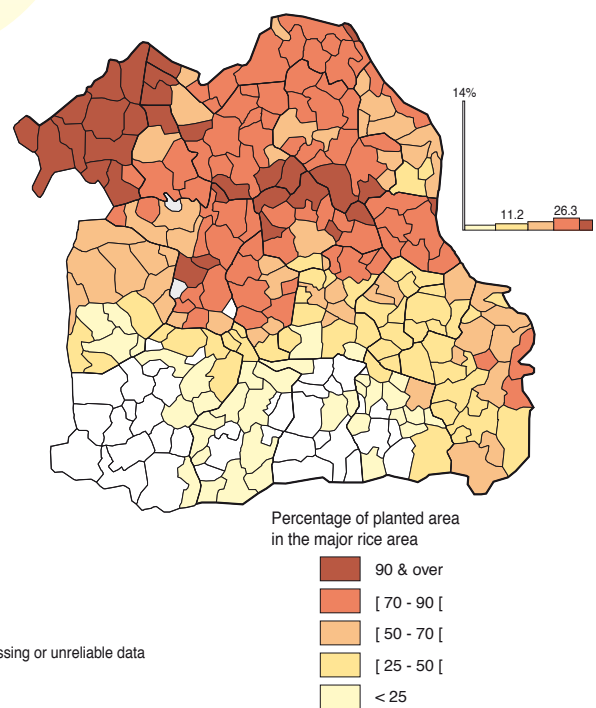 14%
11.2
26.3
Percentage of planted area
in the major rice area
90 & over
[ 70 - 90 [
[ 50 - 70 [
[ 25 - 50 [
< 25
or unreliable data